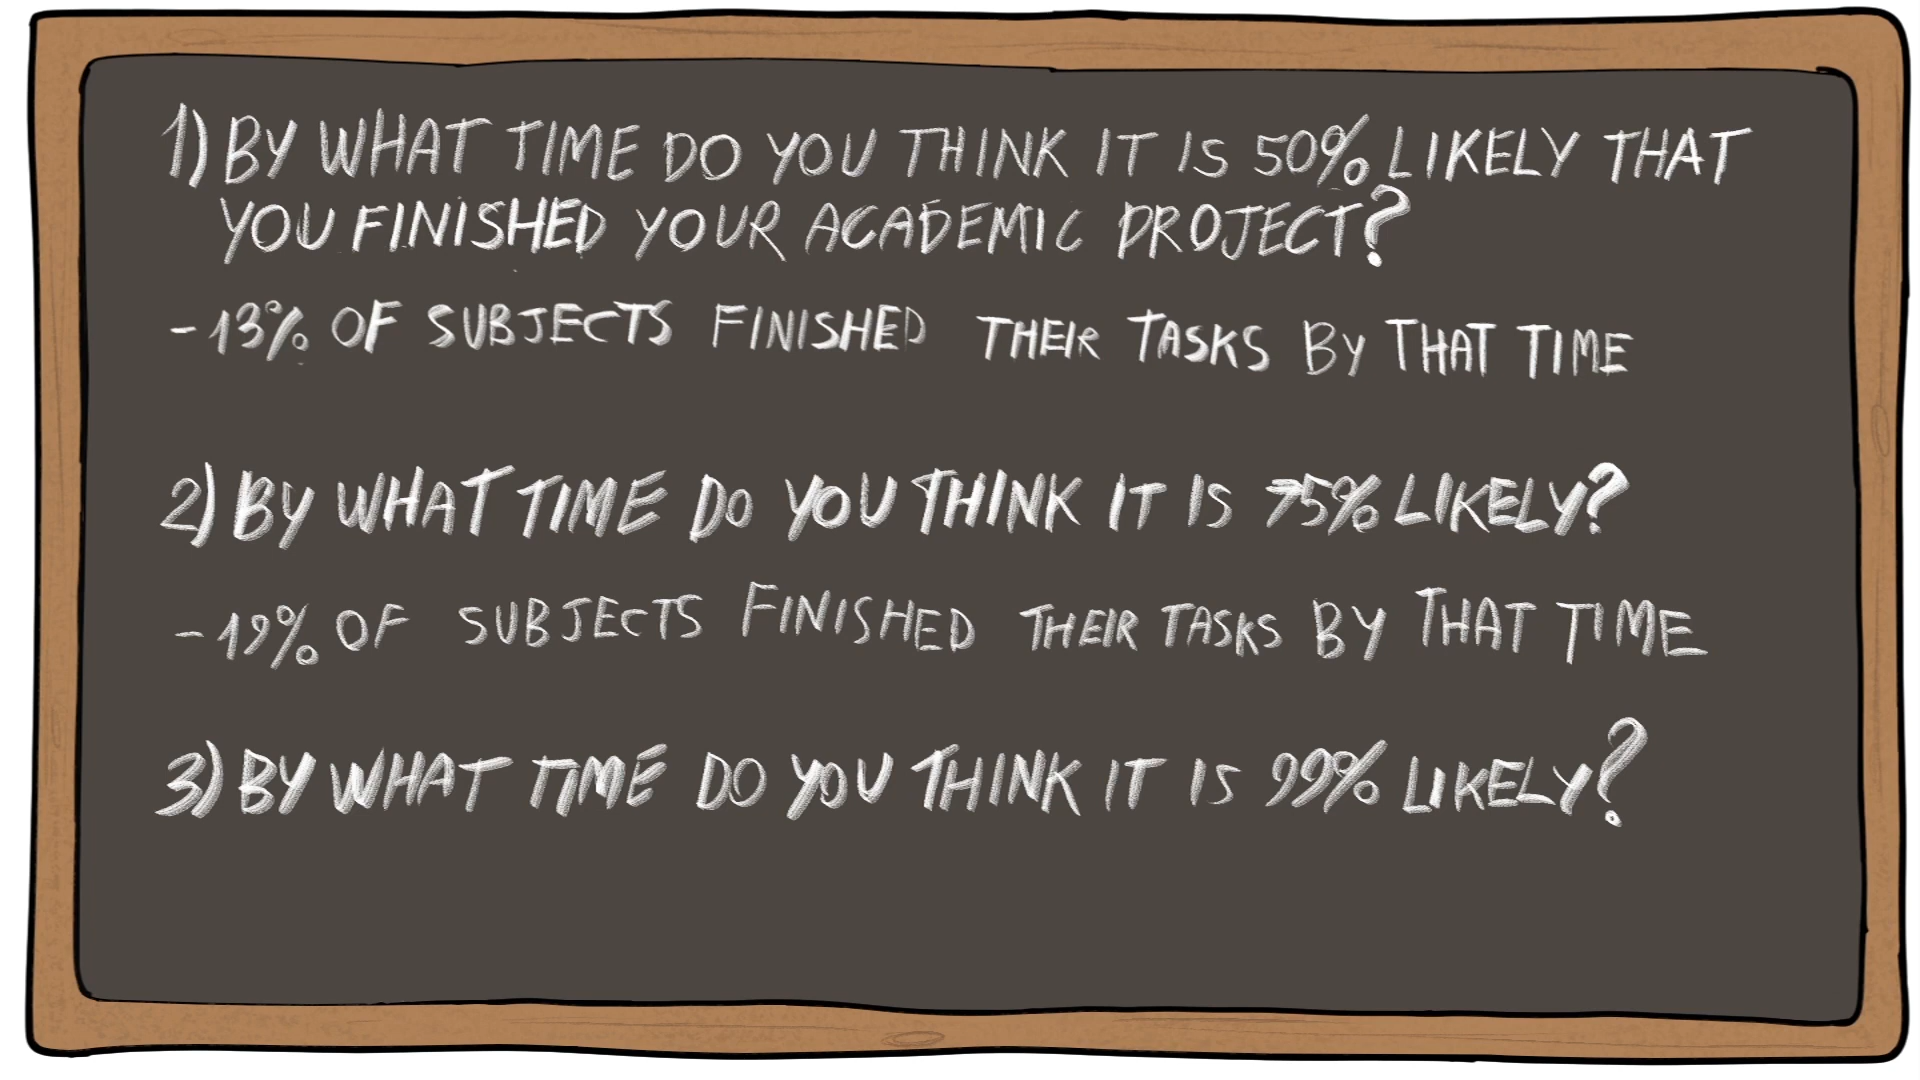 1) BY WHAT TIME DO YOU THINK IT IS 50% LIKELY THAT
YOU FINISHED YOUR ACADEMIC PROJECT?
- 13% OF SUBJECTS FINISHED THEIR TASKS BY THAT TIME
2) BY WHAT TIME DO YOU THINK IT IS 75% LIKELY?
- 19% OF SUBJECTS FINISHED THEIR TASKS BY THAT TIME
3) BY WHAT TIME DO YOU THINK IT IS 99% LIKELY?